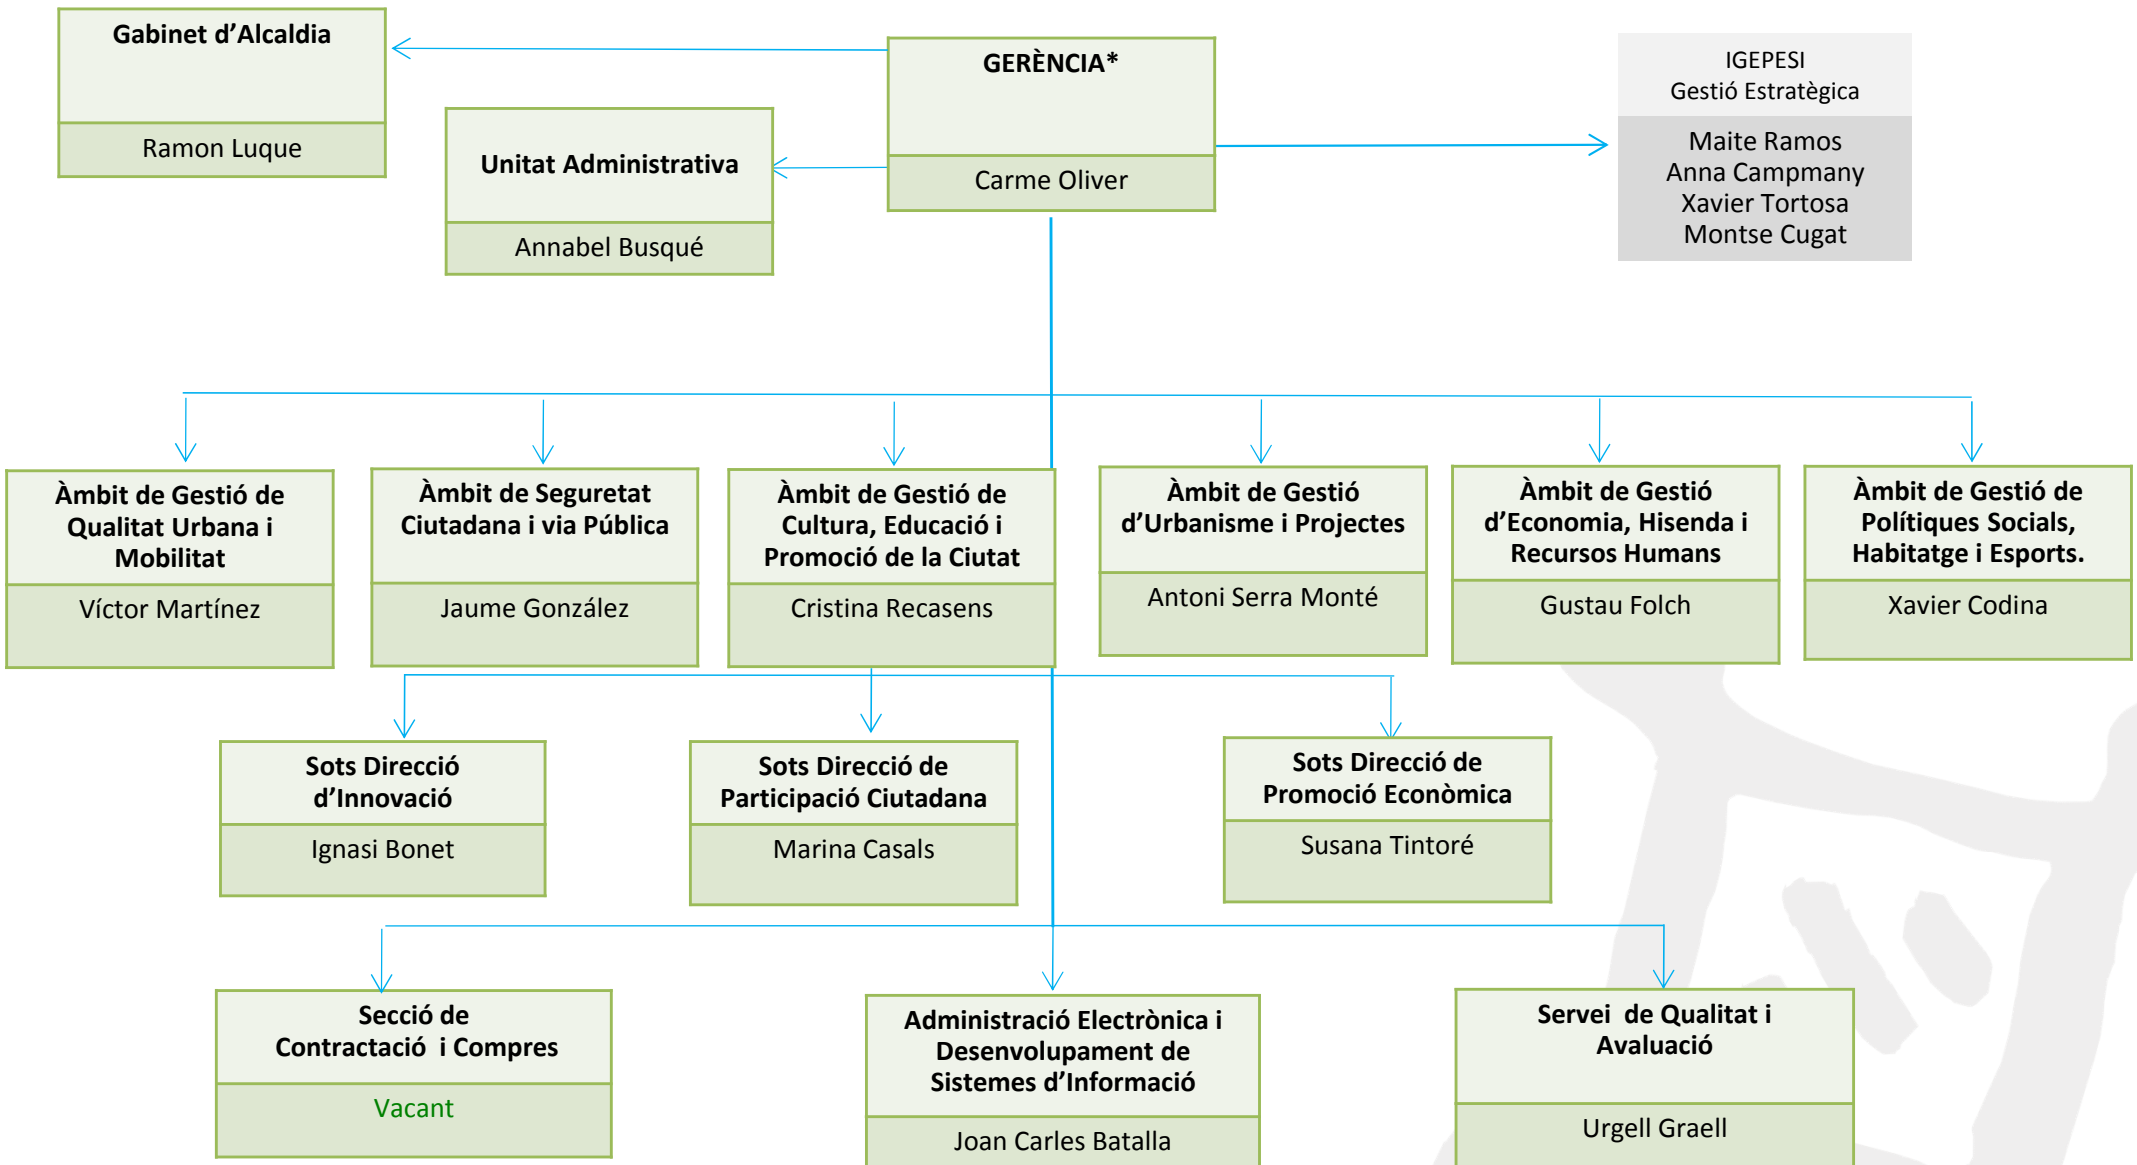 Gabinet d’Alcaldia
Ramon Luque
Unitat Administrativa
Annabel Busqué
GERÈNCIA*
Carme Oliver
IGEPESI
Gestió Estratègica
Maite Ramos
Anna Campmany
Xavier Tortosa
Montse Cugat
Àmbit de Gestió de
Qualitat Urbana i
Mobilitat
Víctor Martínez
Àmbit de Seguretat
Ciutadana i via Pública
Jaume González
Àmbit de Gestió de
Cultura, Educació i
Promoció de la Ciutat
Cristina Recasens
Àmbit de Gestió
d’Urbanisme i Projectes
Antoni Serra Monté
Àmbit de Gestió
d’Economia, Hisenda i
Recursos Humans
Gustau Folch
Àmbit de Gestió de
Polítiques Socials,
Habitatge i Esports.
Xavier Codina
Sots Direcció
d’Innovació
Ignasi Bonet
Sots Direcció de
Participació Ciutadana
Marina Casals
Sots Direcció de
Promoció Econòmica
Susana Tintoré
Secció de
Contractació  i Compres
Vacant
Administració Electrònica i
Desenvolupament de
Sistemes d’Informació
Joan Carles Batalla
Servei  de Qualitat i
Avaluació
Urgell Graell